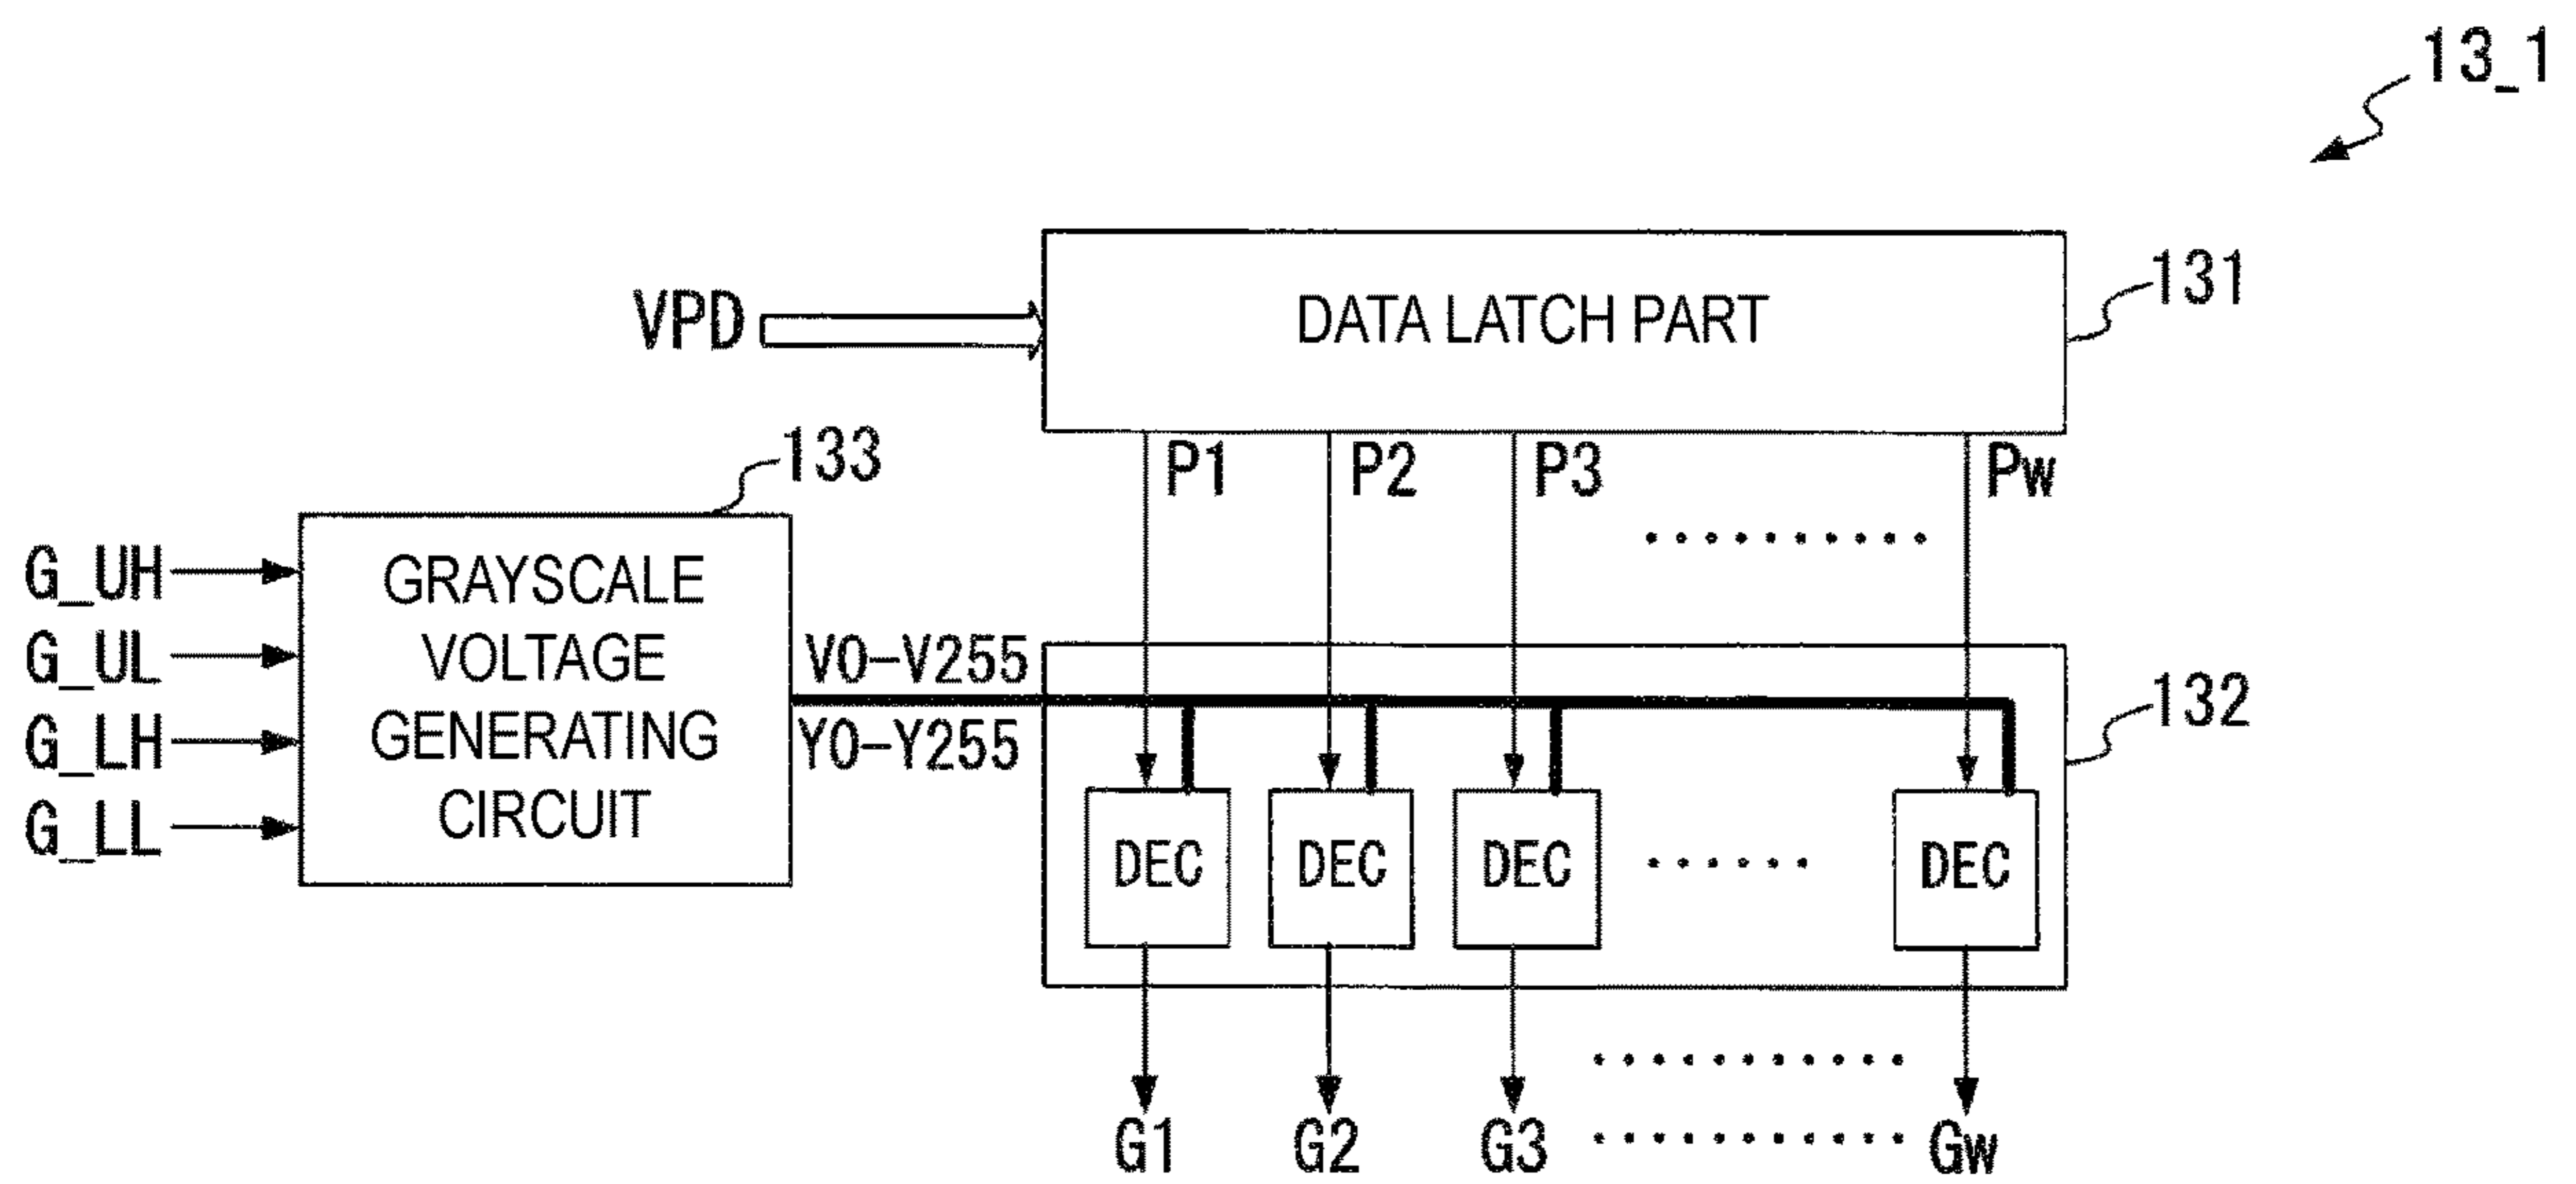 13_1
131
VPD
DATA LATCH PART
133
P1 P2 P3 Pw
G_UH
G_UL
G_LH
G_LL
GRAYSCALE
VOLTAGE
GENERATING
CIRCUIT
V0-V255
Y0-Y255
132
DEC DEC DEC DEC
G1 G2 G3 Gw